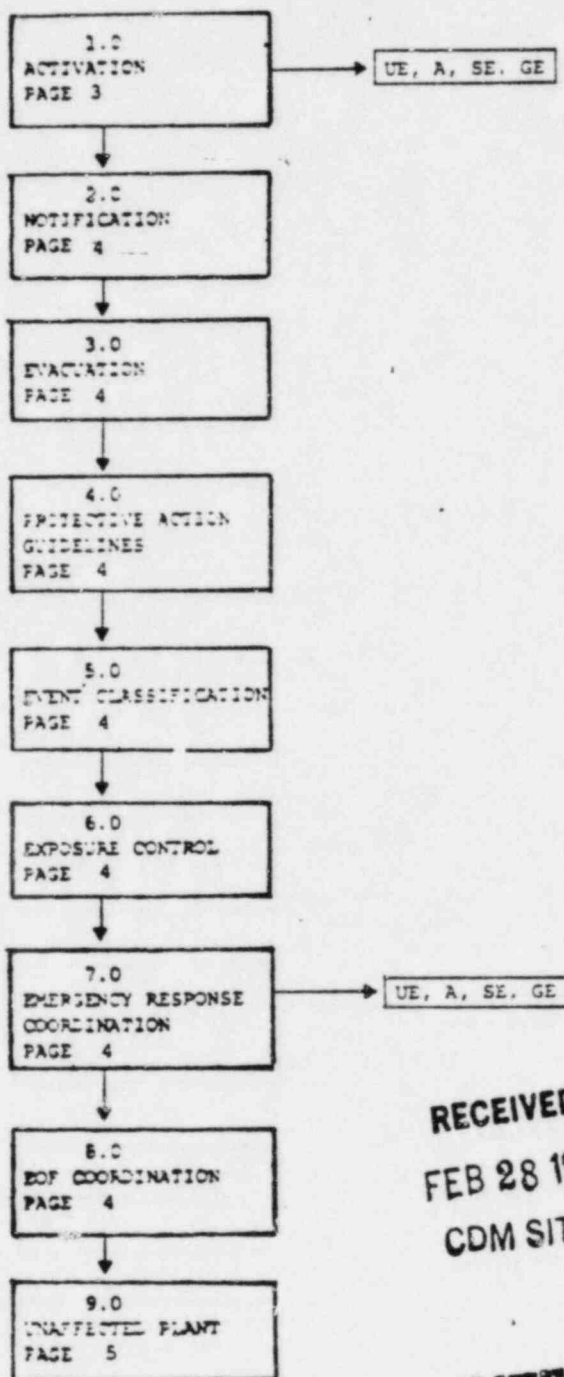 1.0
ACTIVATION
PAGE 3
UE, A, SE. GE
2.0
NOTIFICATION
PAGE 4
3.0
EVACUATION
PAGE 4
4.0
PROTECTIVE ACTION
GUIDELINES
PAGE 4
5.0
EVENT CLASSIFICATION
PAGE 4
6.0
EXPOSURE CONTROL
PAGE 4
7.0
EMERGENCY RESPONSE
COORDINATION
PAGE 4
UE, A, SE. GE
8.0
EOF COORDINATION
PAGE 4
RECEIVED
FEB 28
CDM
9.0
UNAFFECTED PLANT
PAGE 5